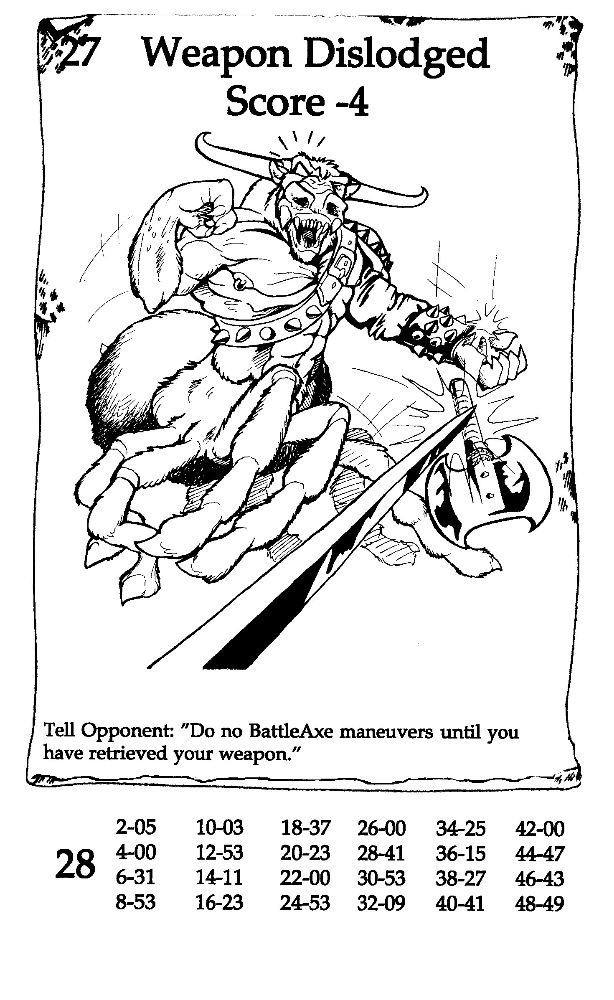 27 Weapon Dislodged
Score -4
Tell Opponent: "Do no BattleAxe maneuvers until you
have retrieved your weapon."
28
2-05 10-03 18-37 26-00 34-25 42-00
4-00 12-53 20-23 28-41 36-15 44-47
6-31 14-11 22-00 30-53 38-27 46-43
8-53 16-23 24-53 32-09 40-41 48-49